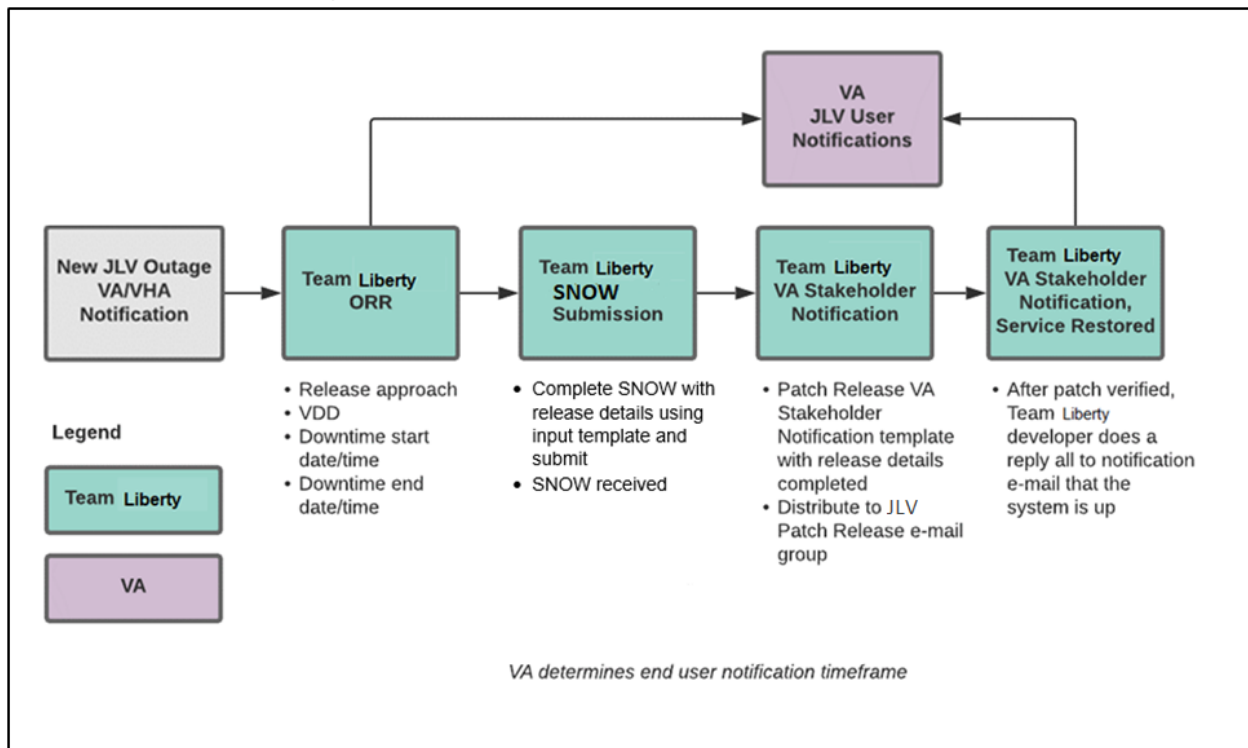 VA
JLV User
Notifications
New JLV Outage
VA/VHA
Notification
Team Liberty
ORR
Team Liberty
SNOW
Submission
Team Liberty
VA Stakeholder
Notification
Team Liberty
VA Stakeholder
Notification,
Service Restored
• Release approach
• VDD
• Downtime start
date/time
• Downtime end
date/time
• Complete SNOW with
release details using
input template and
submit
• SNOW received
• Patch Release VA
Stakeholder
Notification template
with release details
completed
• Distribute to JLV
Patch Release e-mail
group
• After patch verified,
Team Liberty
developer does a
reply all to notification
e-mail that the
system is up
Legend
Team Liberty
VA
VA determines end user notification timeframe